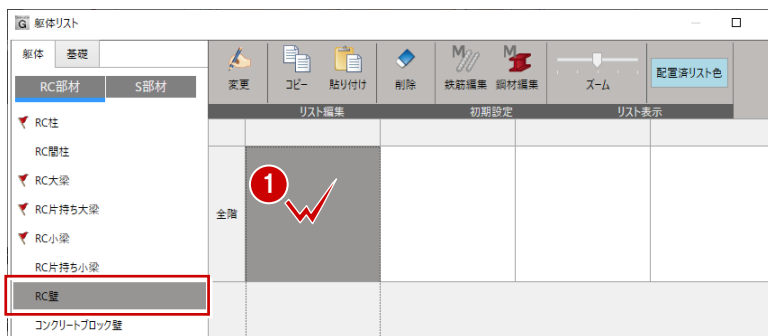 G 躯体リスト
躯体 基礎
RC部材 S部材
RC柱
RC間柱
RC大梁
RC片持ち大梁
RC小梁
RC片持ち小梁
RC壁
コンクリートブロック壁
変更 コピー 貼り付け 削除 鉄筋編集 鋼材編集 ズーム 配置済リスト色
リスト編集 初期設定 リスト表示
全階
1